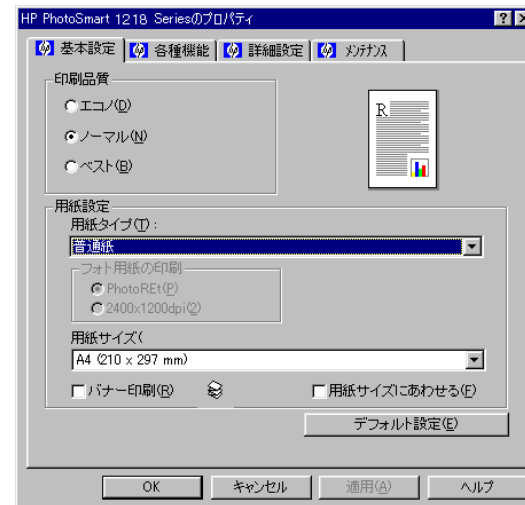 HP PhotoSmart 1218 Seriesのプロパティ
基本設定 各種機能 詳細設定 メンテナンス
印刷品質
エコノ(D)
ノーマル(N)
ベスト(B)
R
用紙設定
用紙タイプ(T):
普通紙
フォト用紙の印刷
PhotoREt(P)
2400x1200dpi(2)
用紙サイズ(
A4 (210 x 297 mm)
バナー印刷(R) 用紙サイズにあわせる(F)
デフォルト設定(E)
OK キャンセル 適用(A) ヘルプ